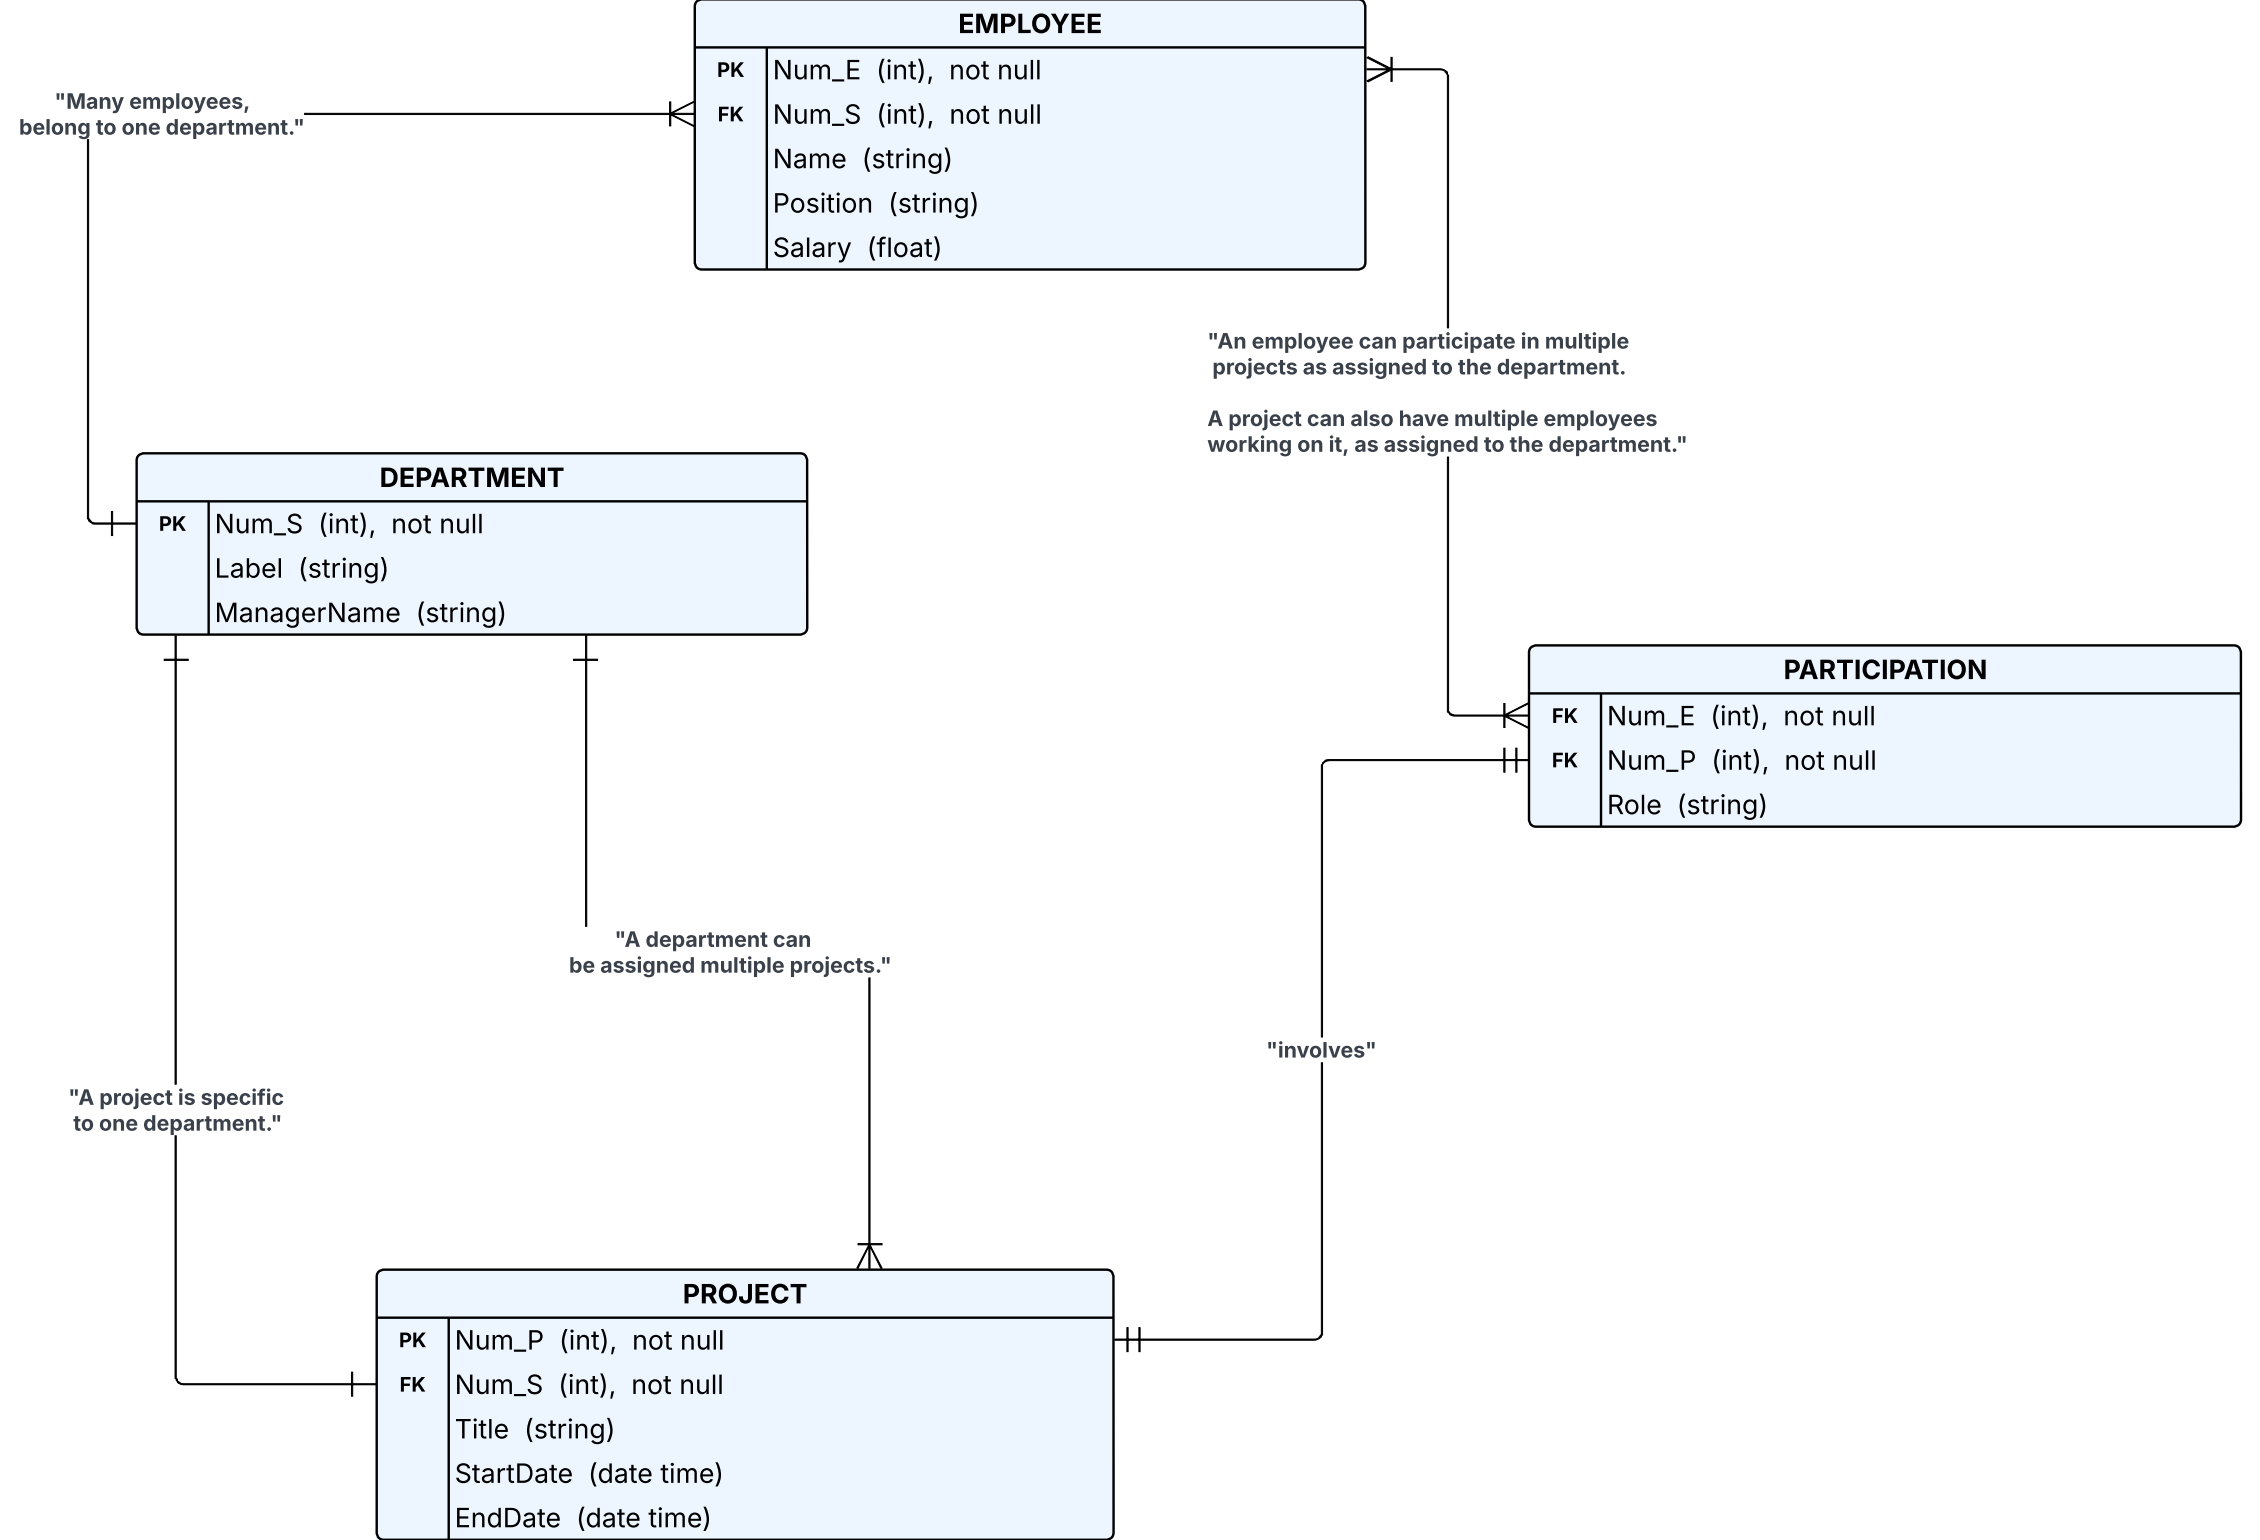 EMPLOYEE
PK Num_E (int), not null
FK Num_S (int), not null
Name (string)
Position (string)
Salary (float)
"Many employees,
belong to one department."
"An employee can participate in multiple
projects as assigned to the department.
A project can also have multiple employees
working on it, as assigned to the department."
DEPARTMENT
PK Num_S (int), not null
Label (string)
ManagerName (string)
PARTICIPATION
FK Num_E (int), not null
FK Num_P (int), not null
Role (string)
"A department can
be assigned multiple projects."
"involves"
"A project is specific
to one department."
PROJECT
PK Num_P (int), not null
FK Num_S (int), not null
Title (string)
StartDate (date time)
EndDate (date time)